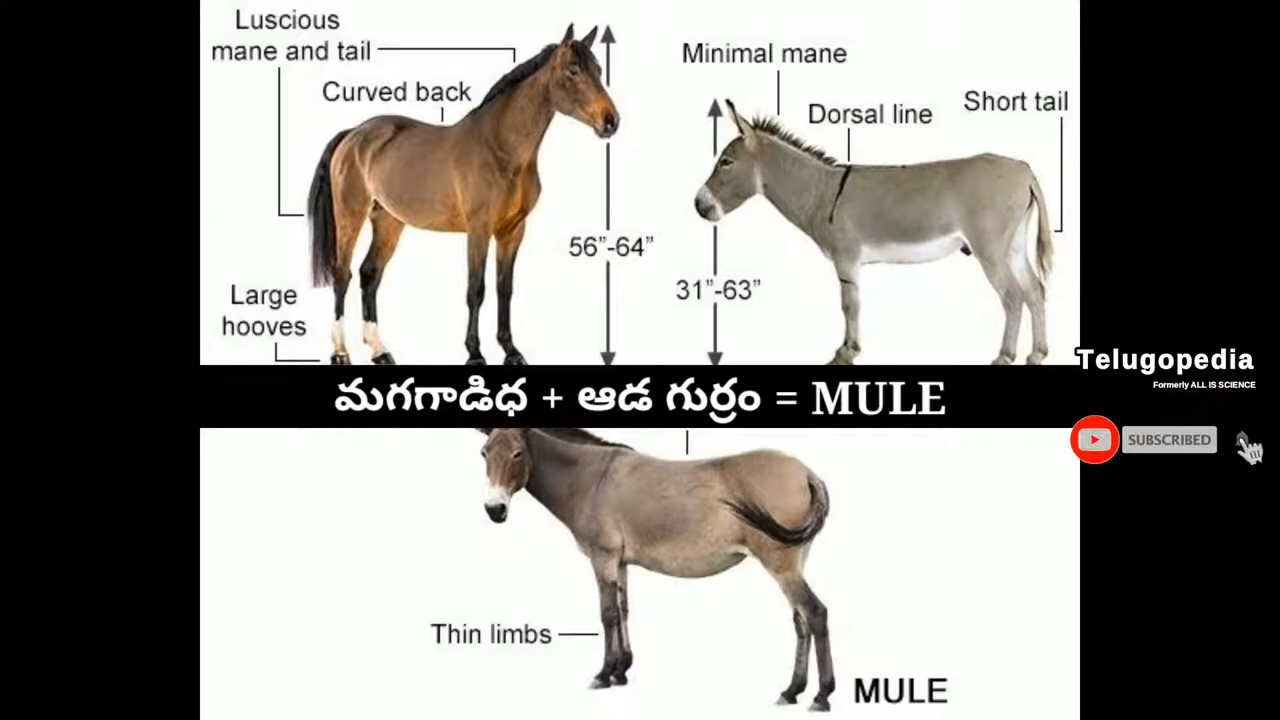 Luscious
mane and tail
Curved back
Large
hooves
56”-64”
Minimal mane
Dorsal line
Short tail
31”-63”
Telugopedia
Formerly ALL IS SCIENCE
మగగాడిధ + ఆడ గుర్రం = MULE
SUBSCRIBED
Thin limbs
MULE